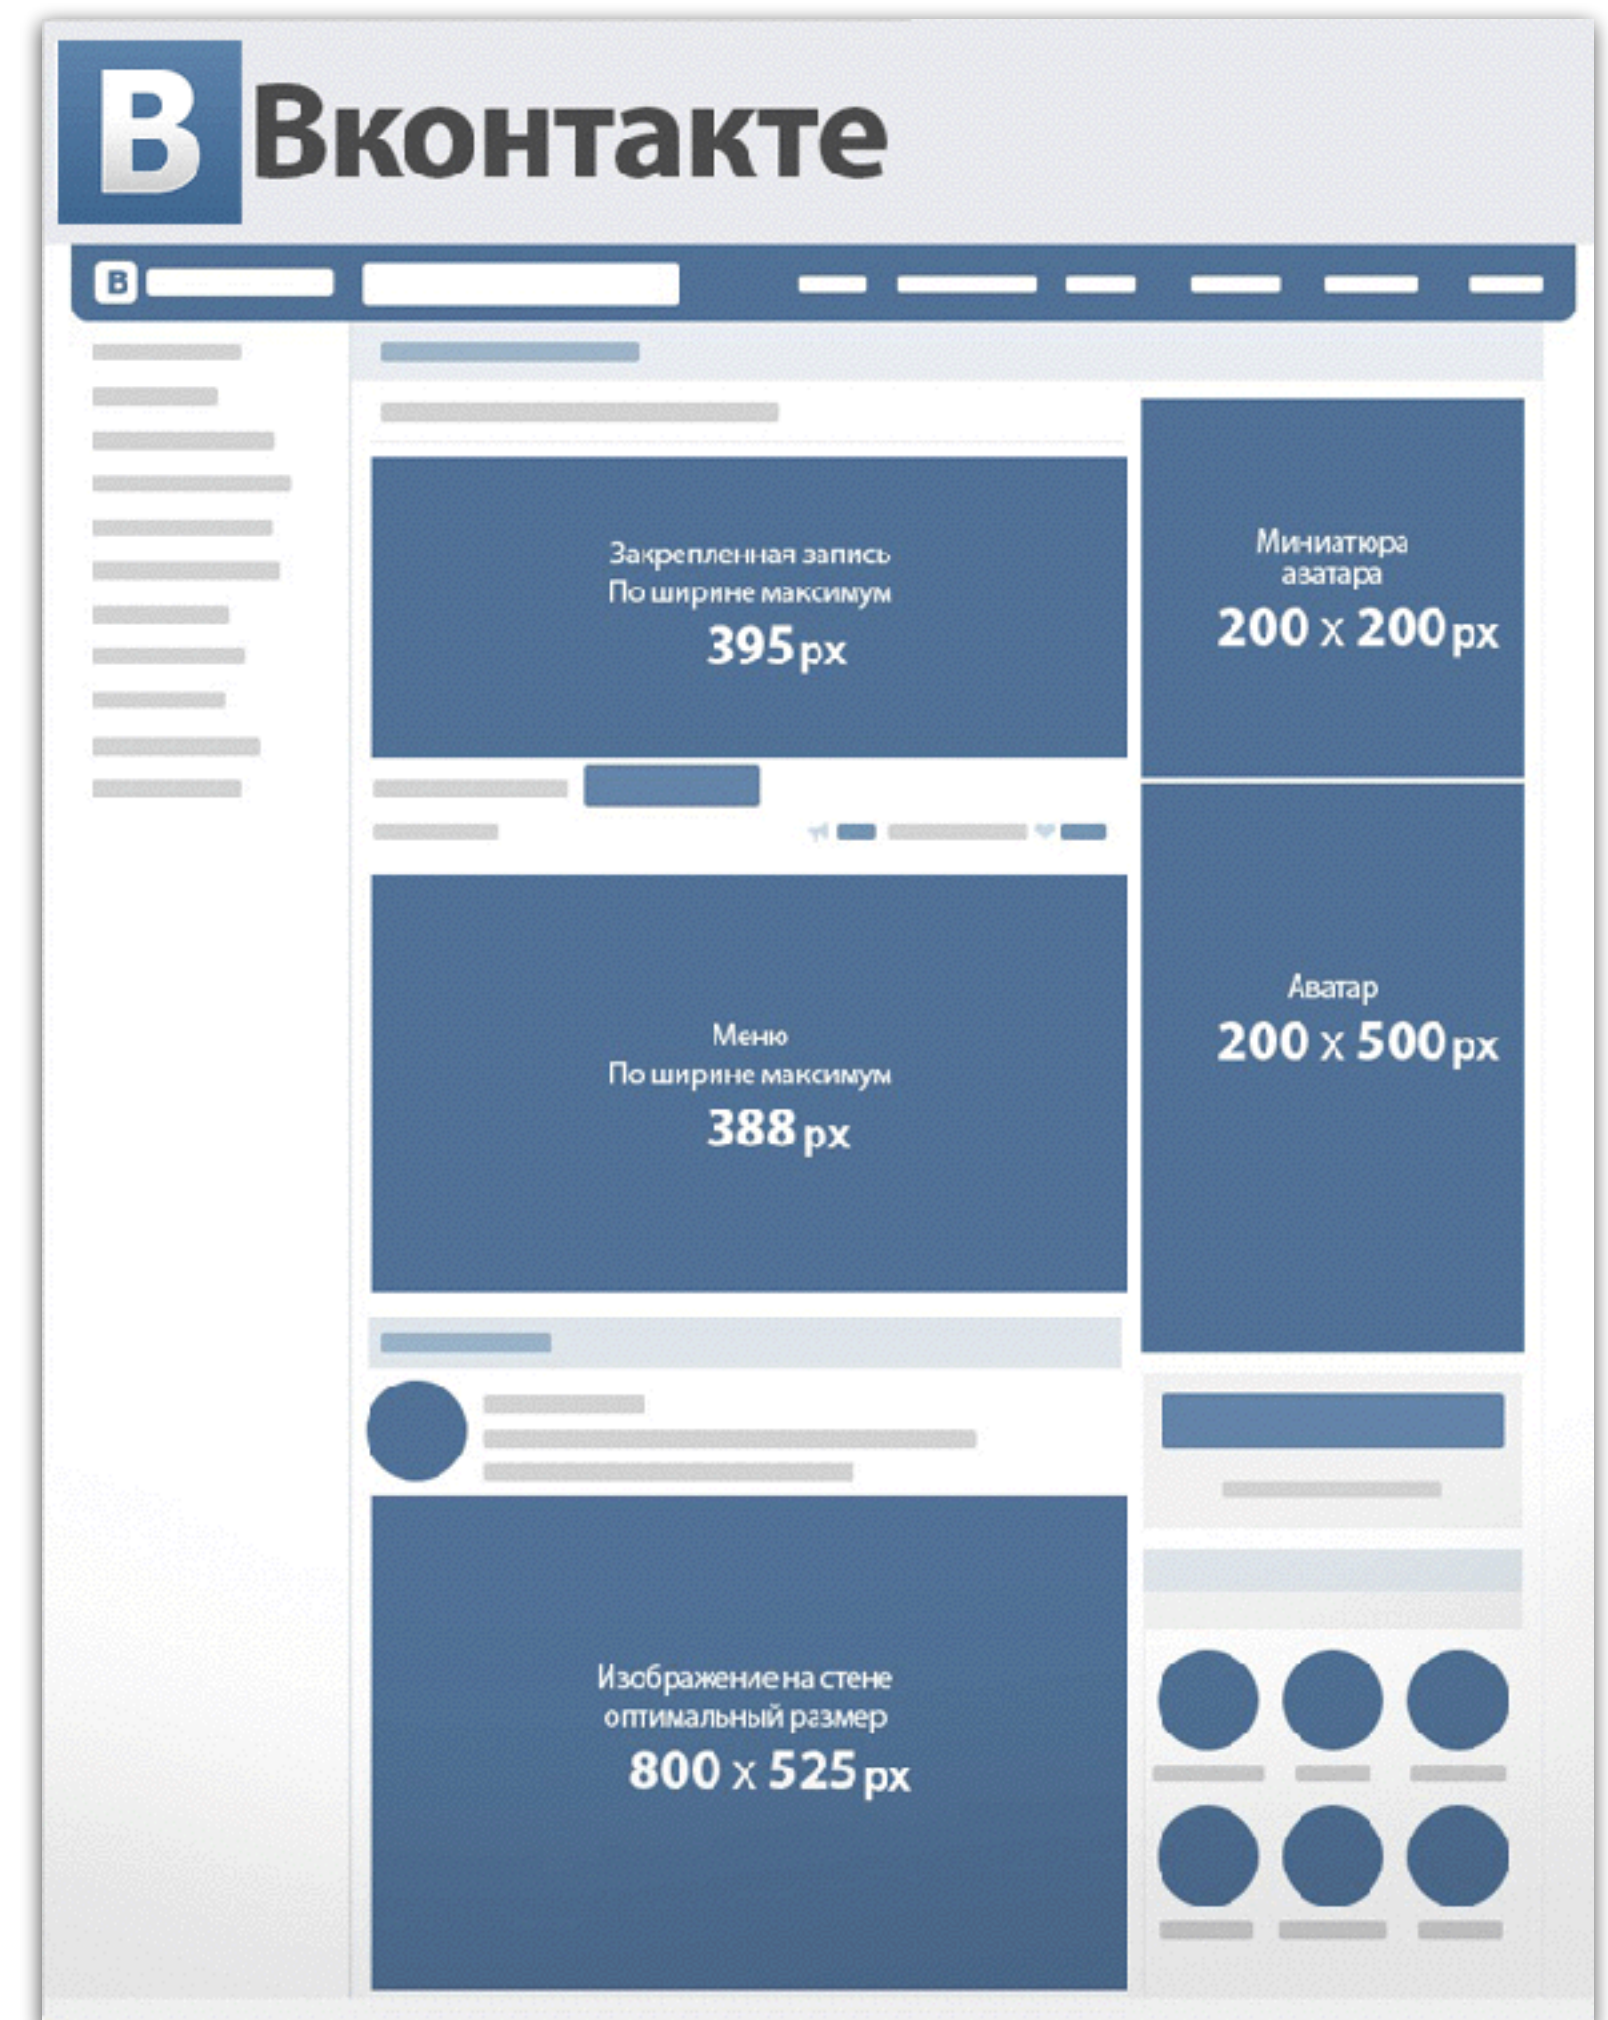 В Вконтакте
В
Закрепленная запись
По ширине максимум
395 px
Миниатюра
аватара
200 x 200 px
Меню
По ширине максимум
388 px
Аватар
200 x 500 px
Изображение на стене
оптимальный размер
800 x 525 px